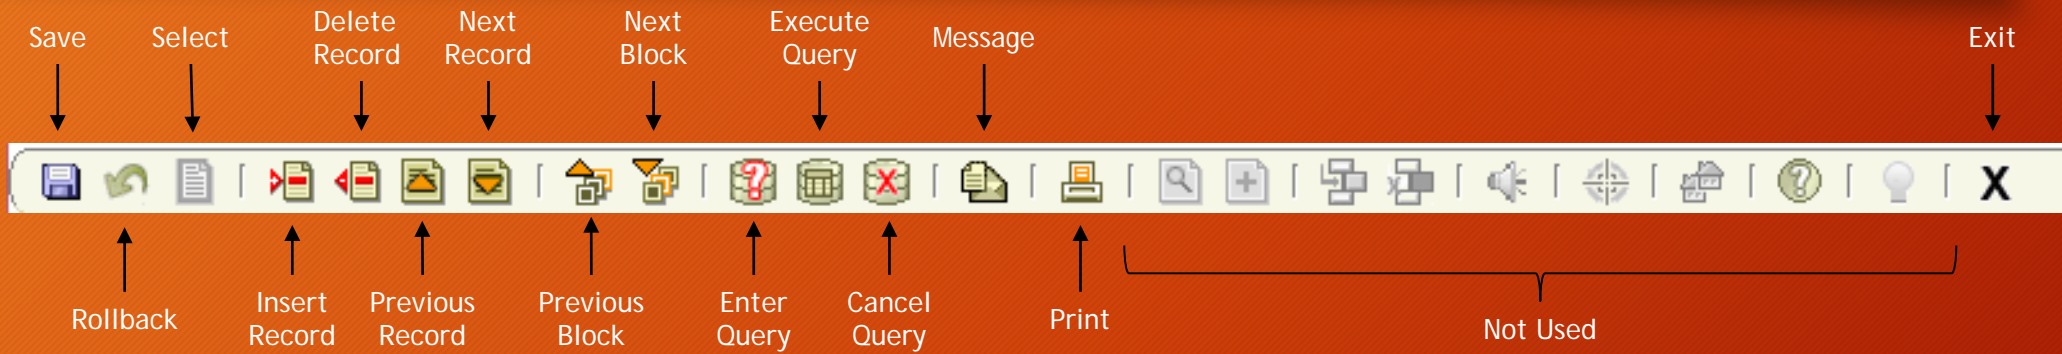 Save
Select
Delete
Record
Next
Record
Next
Block
Execute
Query
Message
Exit
?
X
?
X
Rollback
Insert
Record
Previous
Record
Previous
Block
Enter
Query
Cancel
Query
Print
Not Used